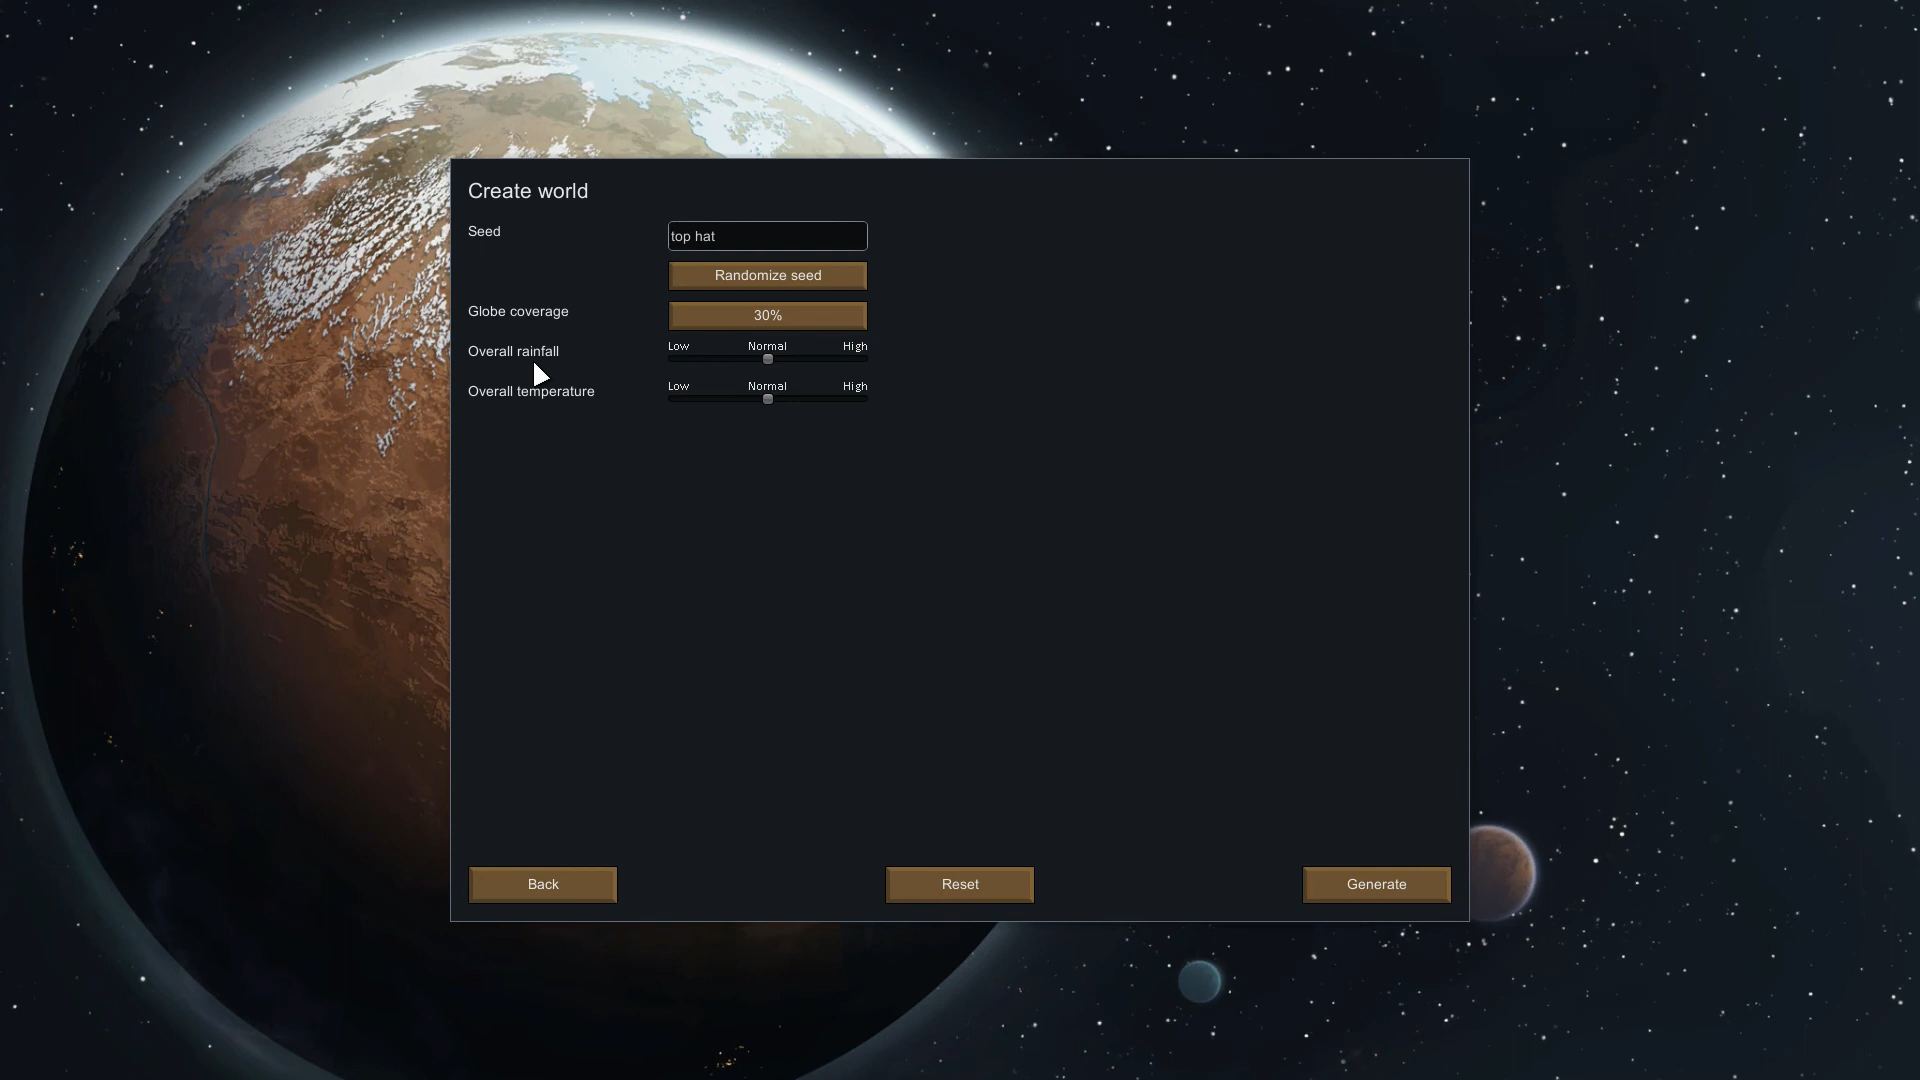 Create world
Seed
top hat
Randomize seed
Globe coverage
30%
Overall rainfall
Low Normal High
Overall temperature
Low Normal High
Back
Reset
Generate